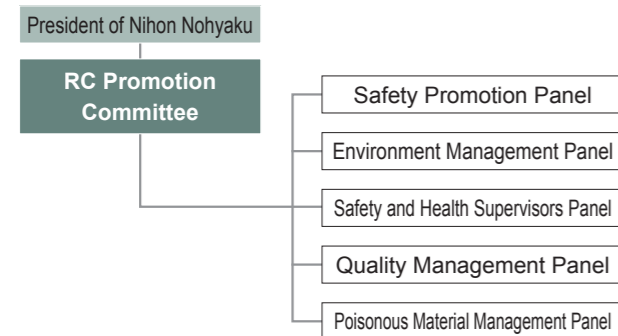 President of Nihon Nohyaku
RC Promotion
Committee
Safety Promotion Panel
Environment Management Panel
Safety and Health Supervisors Panel
Quality Management Panel
Poisonous Material Management Panel